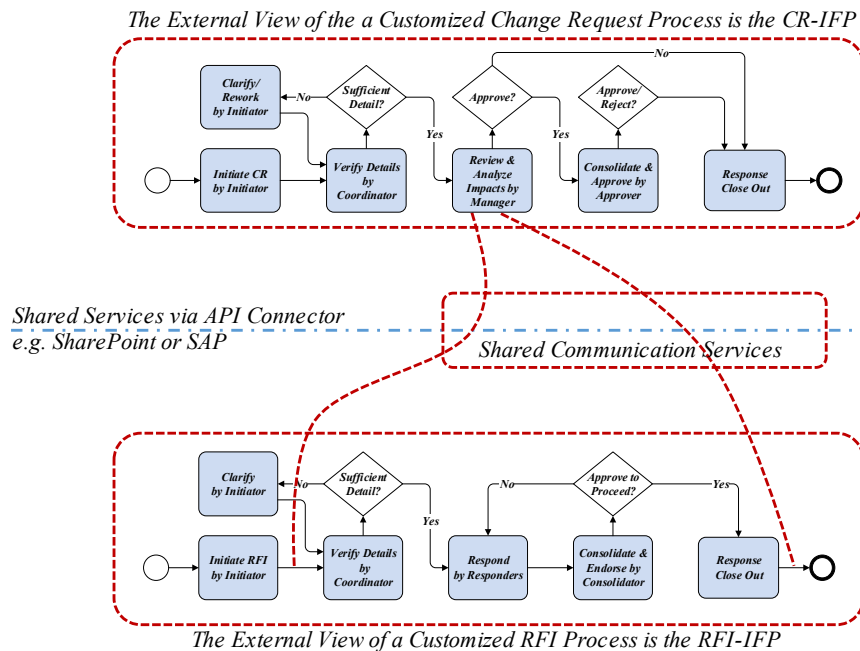 The External View of the a Customized Change Request Process is the CR-IFP
Clarify/
Rework
by Initiator
No
Sufficient
Detail?
Yes
Approve?
No
Yes
Approve/
Reject?
Initiate CR
by Initiator
Verify Details
by
Coordinator
Review &
Analyze
Impacts by
Manager
Consolidate &
Approve by
Approver
Response
Close Out
Shared Services via API Connector
e.g. SharePoint or SAP
Shared Communication Services
Clarify
by Initiator
No
Sufficient
Detail?
Yes
No
Approve to
Proceed?
Yes
Initiate RFI
by Initiator
Verify Details
by
Coordinator
Respond
by Responders
Consolidate &
Endorse by
Consolidator
Response
Close Out
The External View of a Customized RFI Process is the RFI-IFP